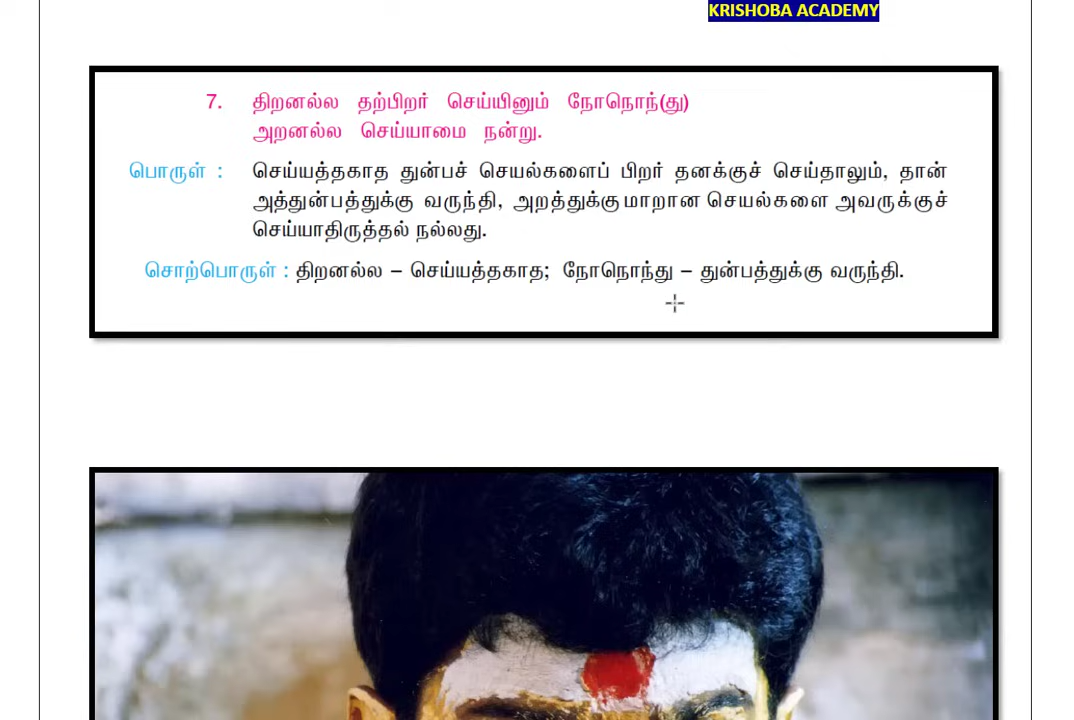 KRISHOBA ACADEMY
7. திறனல்ல தற்பிறர் செய்யினும் நோநொந்(து)
அறனல்ல செய்யாமை நன்று.
பொருள் : செய்யத்தகாத துன்பச் செயல்களைப் பிறர் தனக்குச் செய்தாலும், தான்
அத்துன்பத்துக்கு வருந்தி, அறத்துக்கு மாறான செயல்களை அவருக்குச்
செய்யாதிருத்தல் நல்லது.
சொற்பொருள் : திறனல்ல – செய்யத்தகாத; நோநொந்து – துன்பத்துக்கு வருந்தி.